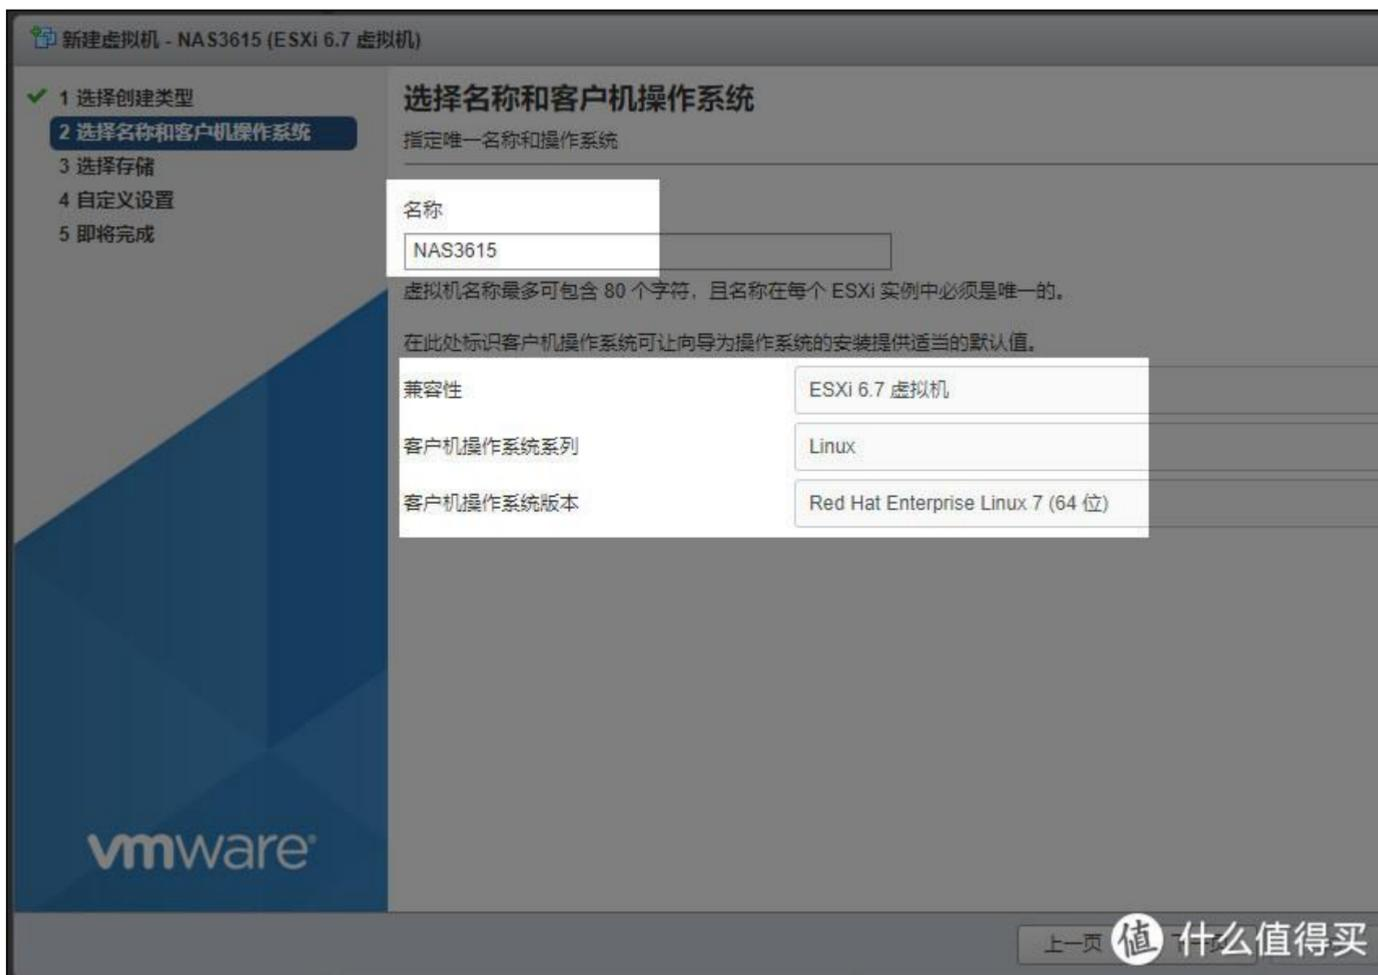 新建虚拟机 - NAS3615 (ESXi 6.7 虚拟机)
1 选择创建类型
2 选择名称和客户机操作系统
3 选择存储
4 自定义设置
5 即将完成
选择名称和客户机操作系统
指定唯一名称和操作系统
名称
NAS3615
虚拟机名称最多可包含 80 个字符，且名称在每个 ESXi 实例中必须是唯一的。
在此处标识客户机操作系统可让向导为操作系统的安装提供适当的默认值。
兼容性 ESXi 6.7 虚拟机
客户机操作系统系列 Linux
客户机操作系统版本 Red Hat Enterprise Linux 7 (64 位)
vmware
上一页
值 什么值得买